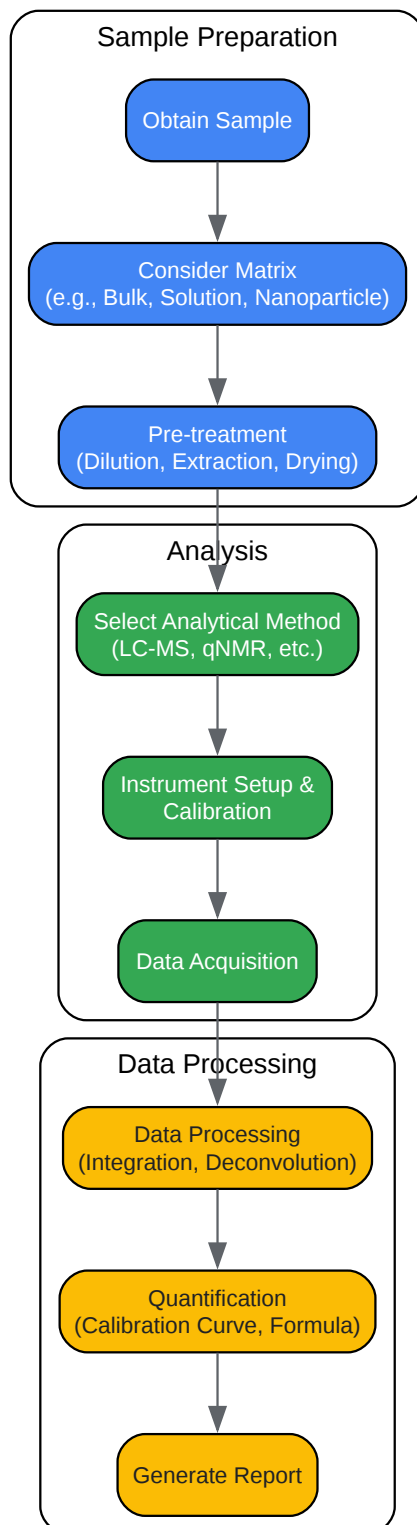 Sample Preparation
Obtain Sample
Consider Matrix
(e.g., Bulk, Solution, Nanoparticle)
Pre-treatment
(Dilution, Extraction, Drying)
Analysis
Select Analytical Method
(LC-MS, qNMR, etc.)
Instrument Setup &
Calibration
Data Acquisition
Data Processing
Data Processing
(Integration, Deconvolution)
Quantification
(Calibration Curve, Formula)
Generate Report